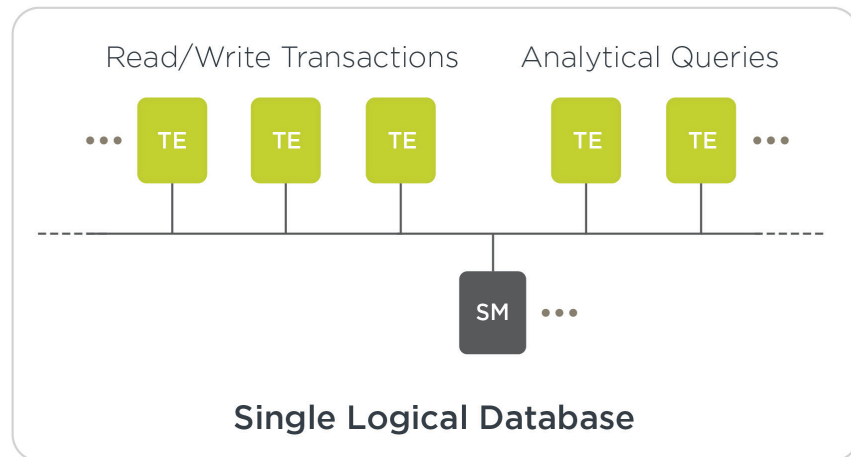 Read/Write Transactions
Analytical Queries
TE
TE
TE
TE
TE
SM
Single Logical Database